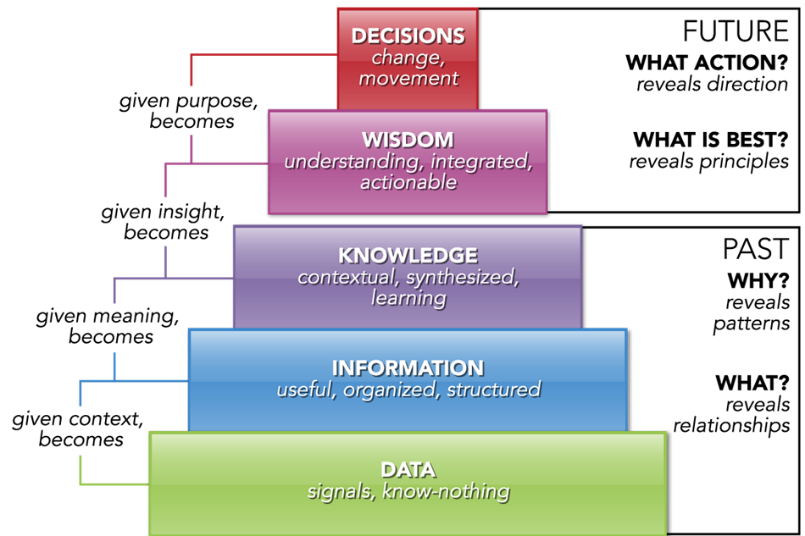 DECISIONS
change,
movement
given purpose,
becomes
WISDOM
understanding, integrated,
actionable
given insight,
becomes
KNOWLEDGE
contextual, synthesized,
learning
given meaning,
becomes
INFORMATION
useful, organized, structured
given context,
becomes
DATA
signals, know-nothing
FUTURE
WHAT ACTION?
reveals direction
WHAT IS BEST?
reveals principles
PAST
WHY?
reveals
patterns
WHAT?
reveals
relationships